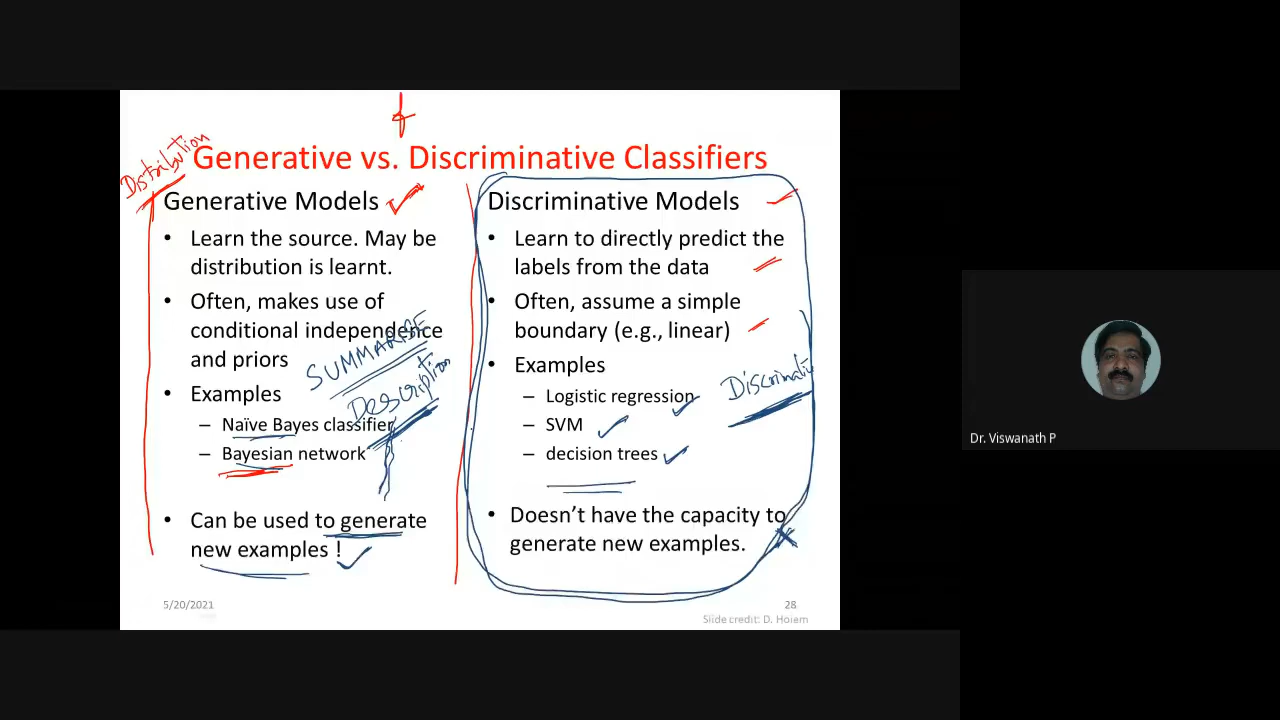 Distribution
Generative vs. Discriminative Classifiers
Generative Models
• Learn the source. May be
distribution is learnt.
• Often, makes use of
conditional independence
and priors
SUMMARISE
Description
• Examples
– Naïve Bayes classifier
– Bayesian network
• Can be used to generate
new examples !
Discriminative Models
• Learn to directly predict the
labels from the data
• Often, assume a simple
boundary (e.g., linear)
• Examples
– Logistic regression
– SVM
– decision trees
• Doesn't have the capacity to
generate new examples.
5/20/2021
28
Slide credit: D. Hoiem
Dr. Viswanath P